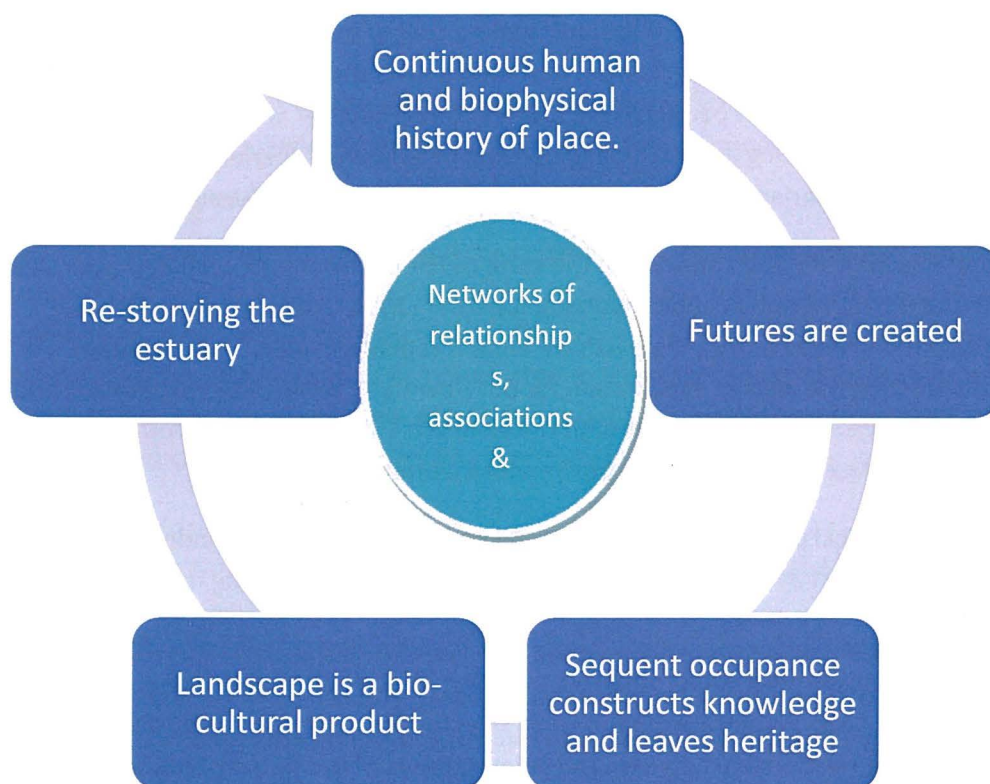 Continuous human
and biophysical
history of place.
Re-storying the
estuary
Networks of
relationship
s,
associations
&
Futures are created
Landscape is a bio-
cultural product
Sequent occupance
constructs knowledge
and leaves heritage